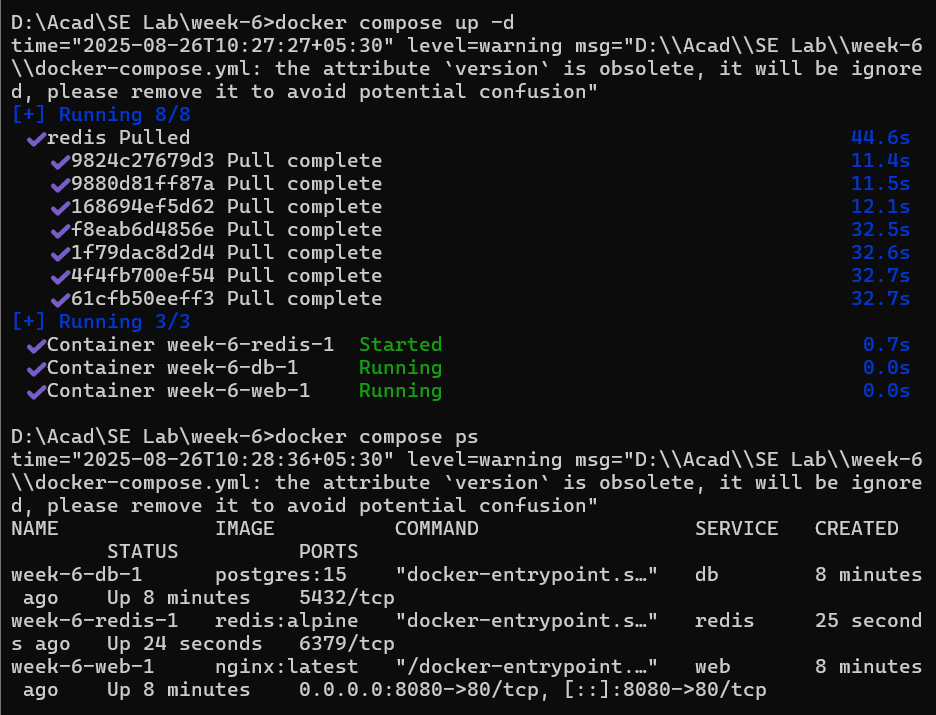 D:\Acad\SE Lab\week-6>docker compose up -d
time="2025-08-26T10:27:27+05:30" level=warning msg="D:\\Acad\\SE Lab\\week-6
\\docker-compose.yml: the attribute `version` is obsolete, it will be ignore
d, please remove it to avoid potential confusion"
[+] Running 8/8
✔redis Pulled 44.6s
✔9824c27679d3 Pull complete 11.4s
✔9880d81ff87a Pull complete 11.5s
✔168694ef5d62 Pull complete 12.1s
✔f8eab6d4856e Pull complete 32.5s
✔1f79dac8d2d4 Pull complete 32.6s
✔4f4fb700ef54 Pull complete 32.7s
✔61cfb50eeff3 Pull complete 32.7s
[+] Running 3/3
✔Container week-6-redis-1 Started 0.7s
✔Container week-6-db-1 Running 0.0s
✔Container week-6-web-1 Running 0.0s
D:\Acad\SE Lab\week-6>docker compose ps
time="2025-08-26T10:28:36+05:30" level=warning msg="D:\\Acad\\SE Lab\\week-6
\\docker-compose.yml: the attribute `version` is obsolete, it will be ignore
d, please remove it to avoid potential confusion"
NAME IMAGE COMMAND SERVICE CREATED
STATUS PORTS
week-6-db-1 postgres:15 "docker-entrypoint.s…" db 8 minutes
ago Up 8 minutes 5432/tcp
week-6-redis-1 redis:alpine "docker-entrypoint.s…" redis 25 second
s ago Up 24 seconds 6379/tcp
week-6-web-1 nginx:latest "/docker-entrypoint.…" web 8 minutes
ago Up 8 minutes 0.0.0.0:8080->80/tcp, [::]:8080->80/tcp